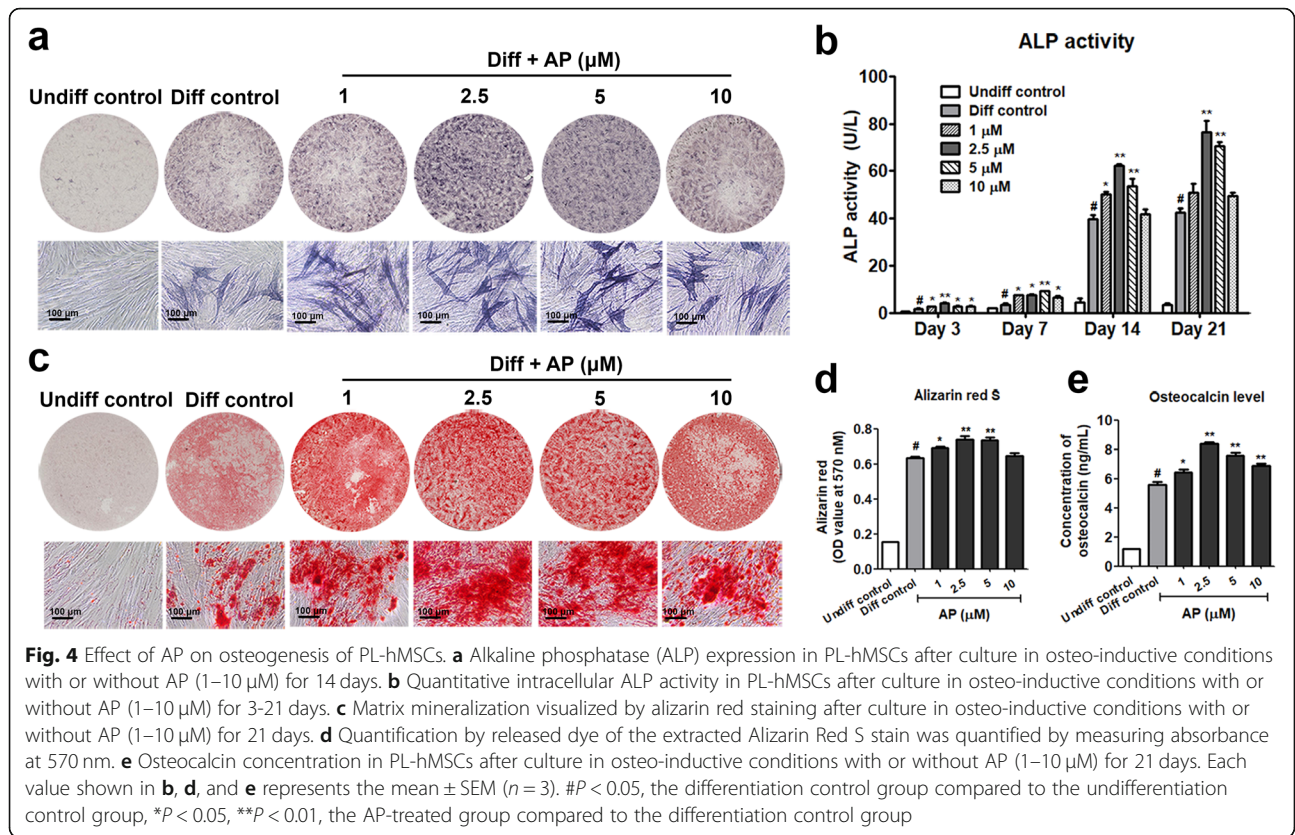 a
Diff + AP (µM)
Undiff control Diff control 1 2.5 5 10
100 µm 100 µm 100 µm 100 µm 100 µm 100 µm
b
ALP activity
ALP activity (U/L)
100
80
60
40
20
0
Undiff control
Diff control
1 µM
2.5 µM
5 µM
10 µM
# * ** * *
# * * ** *
# * ** **
# ** **
Day 3 Day 7 Day 14 Day 21
c
Diff + AP (µM)
Undiff control Diff control 1 2.5 5 10
100 µm 100 µm 100 µm 100 µm 100 µm 100 µm
d
Alizarin red S
Alizarin red
(OD value at 570 nM)
0.8
0.6
0.4
0.2
0.0
# * ** **
Undiff control Diff control 1 2.5 5 10
AP (µM)
e
Osteocalcin level
Concentration of
osteocalcin (ng/mL)
10
8
6
4
2
0
# * ** ** **
Undiff control Diff control 1 2.5 5 10
AP (µM)
Fig. 4 Effect of AP on osteogenesis of PL-hMSCs. a Alkaline phosphatase (ALP) expression in PL-hMSCs after culture in osteo-inductive conditions
with or without AP (1–10 µM) for 14 days. b Quantitative intracellular ALP activity in PL-hMSCs after culture in osteo-inductive conditions with or
without AP (1–10 µM) for 3-21 days. c Matrix mineralization visualized by alizarin red staining after culture in osteo-inductive conditions with or
without AP (1–10 µM) for 21 days. d Quantification by released dye of the extracted Alizarin Red S stain was quantified by measuring absorbance
at 570 nm. e Osteocalcin concentration in PL-hMSCs after culture in osteo-inductive conditions with or without AP (1–10 µM) for 21 days. Each
value shown in b, d, and e represents the mean ± SEM (n = 3). #P < 0.05, the differentiation control group compared to the undifferentiation
control group, *P < 0.05, **P < 0.01, the AP-treated group compared to the differentiation control group